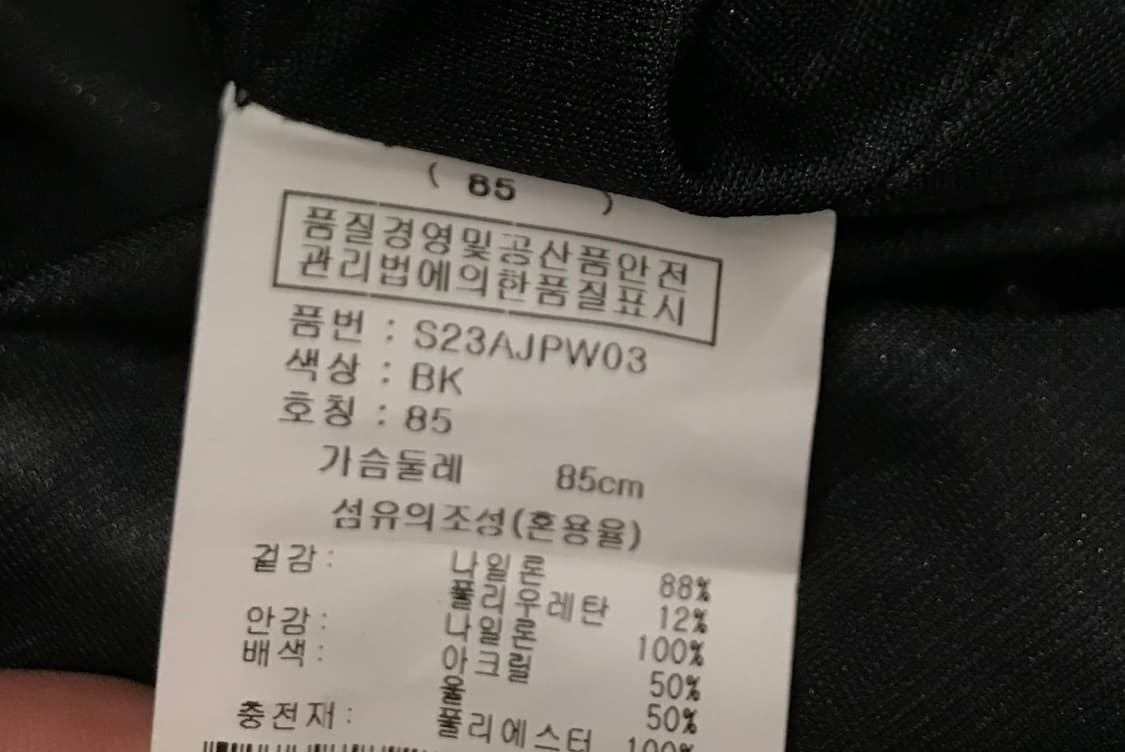 ( 85 )
품질경영및공산품안전
관리법에의한품질표시
품번 : S23AJPW03
색상 : BK
호칭 : 85
가슴둘레 85cm
섬유의조성(혼용율)
겉감: 나일론 88%
폴리우레탄 12%
안감: 나일론 100%
배색: 아크릴 50%
울 50%
충전재: 폴리에스터 100%